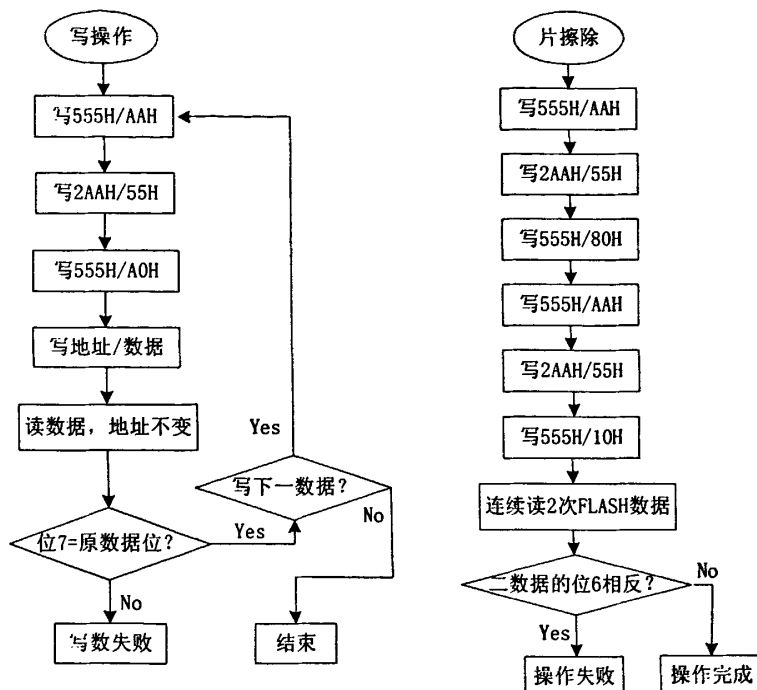 写操作
写555H/AAH
写2AAH/55H
写555H/A0H
写地址/数据
读数据，地址不变
Yes
写下一数据？
No
位7=原数据位？
Yes
No
写数失败
结束
片擦除
写555H/AAH
写2AAH/55H
写555H/80H
写555H/AAH
写2AAH/55H
写555H/10H
连续读2次FLASH数据
二数据的位6相反？
No
Yes
操作失败
操作完成